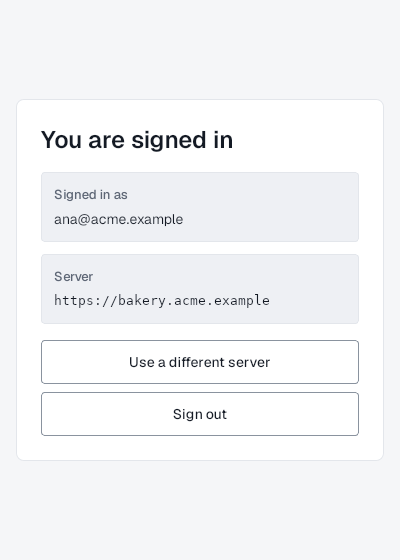 You are signed in
Signed in as
ana@acme.example
Server
https://bakery.acme.example
Use a different server
Sign out